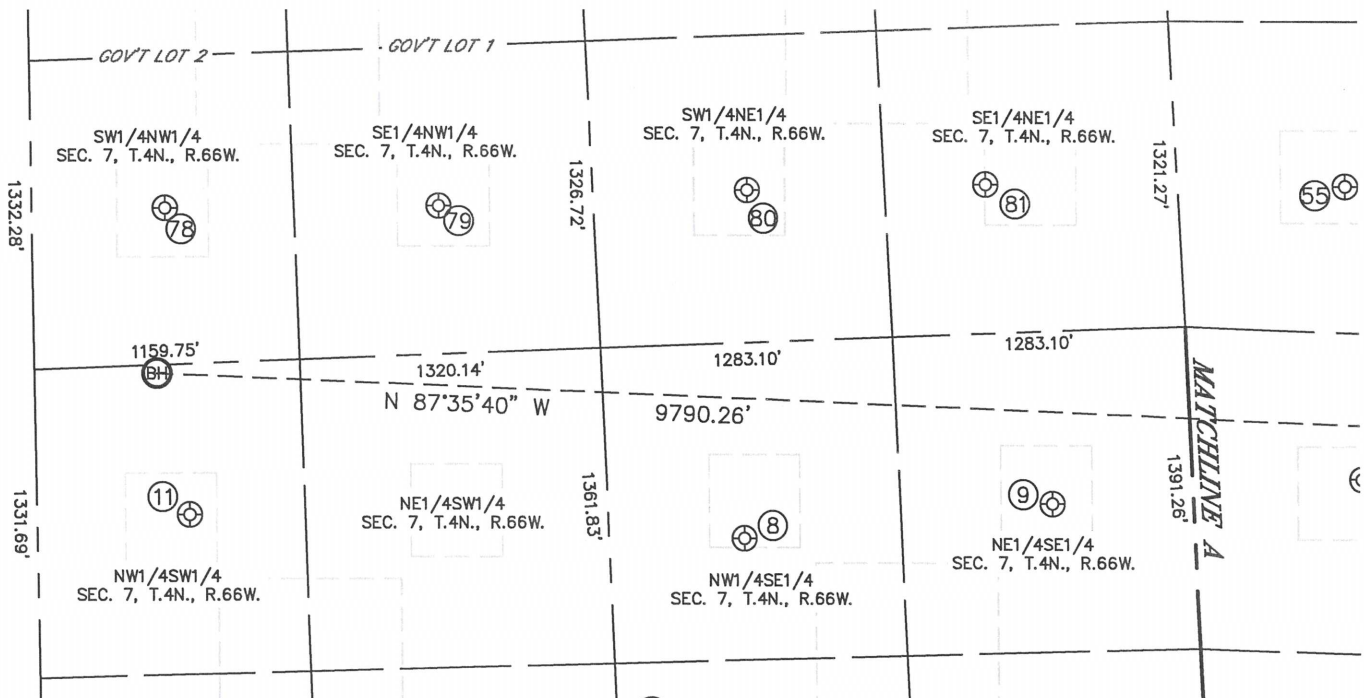 GOV'T LOT 2
GOV'T LOT 1
SW1/4NW1/4
SEC. 7, T.4N., R.66W.
SE1/4NW1/4
SEC. 7, T.4N., R.66W.
SW1/4NE1/4
SEC. 7, T.4N., R.66W.
SE1/4NE1/4
SEC. 7, T.4N., R.66W.
1332.28'
78
79
1326.72'
80
81
1321.27'
55
1159.75'
BH
1320.14'
1283.10'
1283.10'
N 87°35'40" W
9790.26'
MATCHLINE A
1331.69'
11
NW1/4SW1/4
SEC. 7, T.4N., R.66W.
NE1/4SW1/4
SEC. 7, T.4N., R.66W.
1361.83'
8
NW1/4SE1/4
SEC. 7, T.4N., R.66W.
9
NE1/4SE1/4
SEC. 7, T.4N., R.66W.
1391.26'